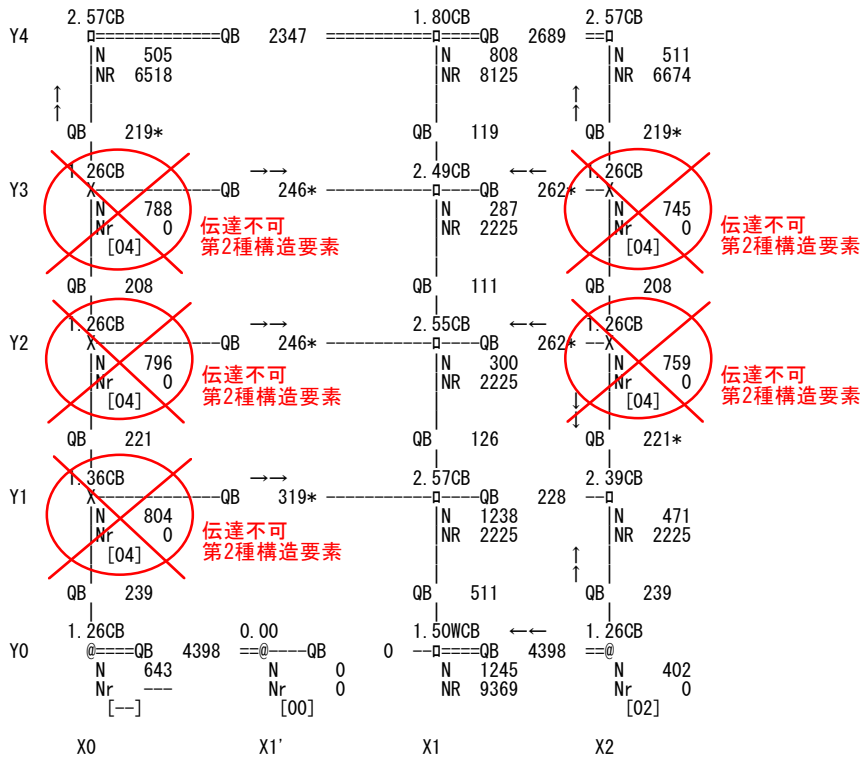 2.57CB 1.80CB 2.57CB
Y4 ¤=============QB 2347 ============¤====QB 2689 ==¤
|N 505 |N 808 |N 511
|NR 6518 |NR 8125 |NR 6674
↑ | | ↑ |
↑ | | ↑ |
QB 219* QB 119 QB 219*
| | |
1.26CB →→ 2.49CB ←← 1.26CB
Y3 X--------------QB 246* ------------¤----QB 262* --X
|N 788 |N 287 |N 745
|Nr 0 伝達不可 |NR 2225 |Nr 0 伝達不可
| [04] 第2種構造要素 | | [04] 第2種構造要素
QB 208 QB 111 QB 208
| | |
1.26CB →→ 2.55CB ←← 1.26CB
Y2 X--------------QB 246* ------------¤----QB 262* --X
|N 796 |N 300 |N 759
|Nr 0 伝達不可 |NR 2225 |Nr 0 伝達不可
| [04] 第2種構造要素 | ↓ | [04] 第2種構造要素
| | ↓ |
QB 221 QB 126 QB 221*
| | |
1.36CB →→ 2.57CB 2.39CB
Y1 X--------------QB 319* ------------¤----QB 228 --¤
|N 804 |N 1238 |N 471
|Nr 0 伝達不可 |NR 2225 |NR 2225
| [04] 第2種構造要素 | ↑ |
| | ↑ |
QB 239 QB 511 QB 239
| | |
1.26CB 0.00 1.50WCB ←← 1.26CB
Y0 @====QB 4398 ==@----QB 0 --¤====QB 4398 ==@
N 643 N 0 N 1245 N 402
Nr --- Nr 0 NR 9369 Nr 0
[--] [00] [02]
X0 X1' X1 X2